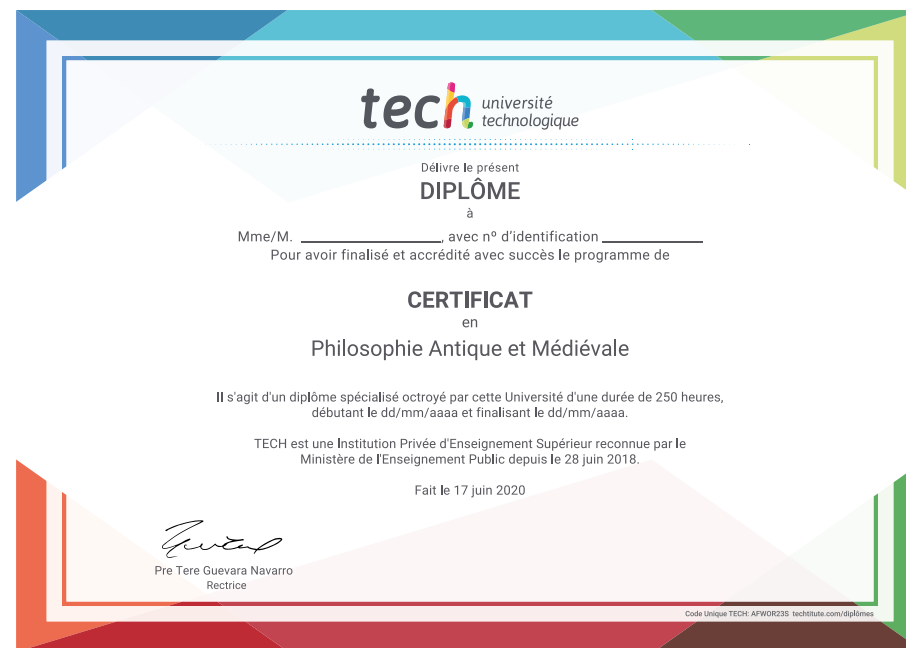 tech université
technologique
Délivre le présent
DIPLÔME
à
Mme/M. ____________________, avec nº d'identification ______________
Pour avoir finalisé et accrédité avec succès le programme de
CERTIFICAT
en
Philosophie Antique et Médiévale
Il s'agit d'un diplôme spécialisé octroyé par cette Université d'une durée de 250 heures,
débutant le dd/mm/aaaa et finalisant le dd/mm/aaaa.
TECH est une Institution Privée d'Enseignement Supérieur reconnue par le
Ministère de l'Enseignement Public depuis le 28 juin 2018.
Fait le 17 juin 2020
Pre Tere Guevara Navarro
Rectrice
Code Unique TECH: AFWOR23S techtitute.com/diplômes